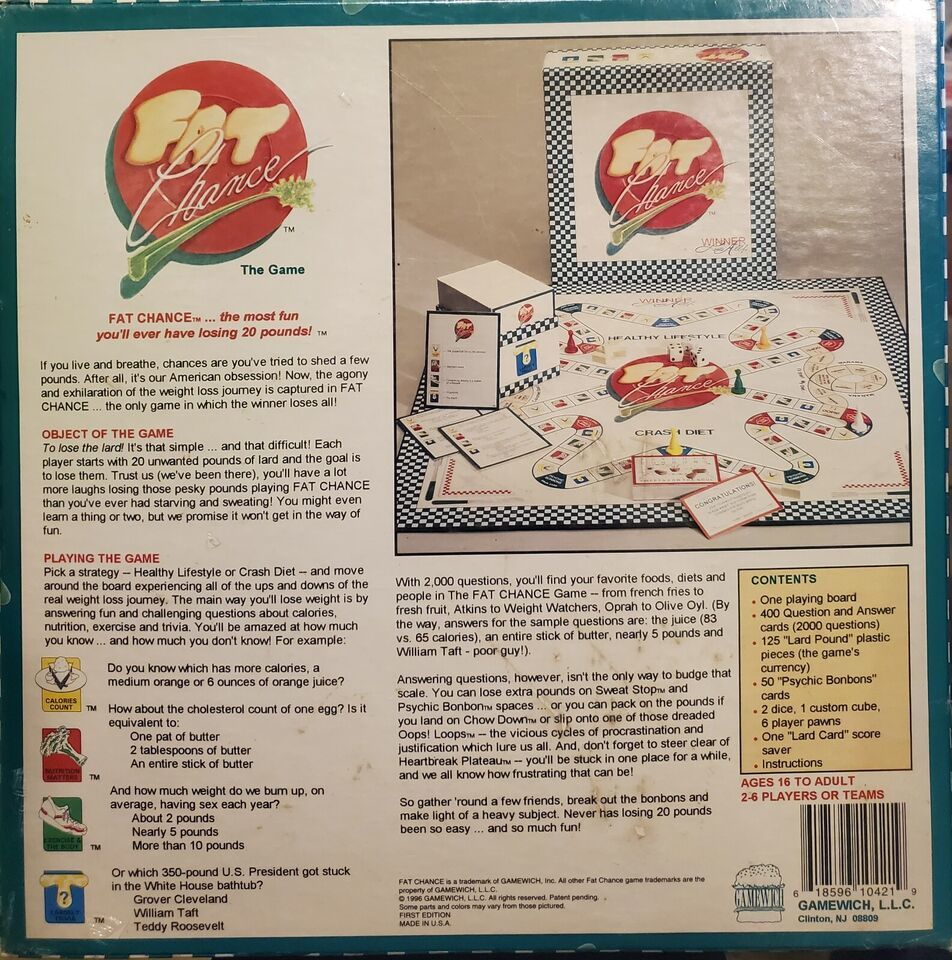 FAT
Chance
TM
The Game
FAT CHANCE TM ... the most fun
you'll ever have losing 20 pounds! TM
If you live and breathe, chances are you've tried to shed a few
pounds. After all, it's our American obsession! Now, the agony
and exhilaration of the weight loss journey is captured in FAT
CHANCE ... the only game in which the winner loses all!
OBJECT OF THE GAME
To lose the lard! It's that simple ... and that difficult! Each
player starts with 20 unwanted pounds of lard and the goal is
to lose them. Trust us (we've been there), you'll have a lot
more laughs losing those pesky pounds playing FAT CHANCE
than you've ever had starving and sweating! You might even
learn a thing or two, but we promise it won't get in the way of
fun.
PLAYING THE GAME
Pick a strategy -- Healthy Lifestyle or Crash Diet -- and move
around the board experiencing all of the ups and downs of the
real weight loss journey. The main way you'll lose weight is by
answering fun and challenging questions about calories,
nutrition, exercise and trivia. You'll be amazed at how much
you know ... and how much you don't know! For example:
CALORIES
COUNT
TM
Do you know which has more calories, a
medium orange or 6 ounces of orange juice?
NUTRITION
MATTERS
TM
How about the cholesterol count of one egg? Is it
equivalent to:
One pat of butter
2 tablespoons of butter
An entire stick of butter
EXERCISE &
THE BODY
TM
And how much weight do we burn up, on
average, having sex each year?
About 2 pounds
Nearly 5 pounds
More than 10 pounds
LARGELY
TRIVIA
TM
Or which 350-pound U.S. President got stuck
in the White House bathtub?
Grover Cleveland
William Taft
Teddy Roosevelt
FAT
Chance
TM
WINNER
WINNER
HEALTHY LIFESTYLE
FAT
Chance
CRASH DIET
CONGRATULATIONS!
With 2,000 questions, you'll find your favorite foods, diets and
people in The FAT CHANCE Game -- from french fries to
fresh fruit, Atkins to Weight Watchers, Oprah to Olive Oyl. (By
the way, answers for the sample questions are: the juice (83
vs. 65 calories), an entire stick of butter, nearly 5 pounds and
William Taft - poor guy!).
Answering questions, however, isn't the only way to budge that
scale. You can lose extra pounds on Sweat Stop TM and
Psychic Bonbon TM spaces ... or you can pack on the pounds if
you land on Chow Down TM or slip onto one of those dreaded
Oops! Loops TM -- the vicious cycles of procrastination and
justification which lure us all. And, don't forget to steer clear of
Heartbreak Plateau TM -- you'll be stuck in one place for a while,
and we all know how frustrating that can be!
So gather 'round a few friends, break out the bonbons and
make light of a heavy subject. Never has losing 20 pounds
been so easy ... and so much fun!
FAT CHANCE is a trademark of GAMEWICH, Inc. All other Fat Chance game trademarks are the
property of GAMEWICH, L.L.C.
© 1996 GAMEWICH, L.L.C. All rights reserved. Patent pending.
Some parts and colors may vary from those pictured.
FIRST EDITION
MADE IN U.S.A.
CONTENTS
• One playing board
• 400 Question and Answer
cards (2000 questions)
• 125 "Lard Pound" plastic
pieces (the game's
currency)
• 50 "Psychic Bonbons"
cards
• 2 dice, 1 custom cube,
6 player pawns
• One "Lard Card" score
saver
• Instructions
AGES 16 TO ADULT
2-6 PLAYERS OR TEAMS
6 18596 10421 9
GAMEWICH
GAMEWICH, L.L.C.
Clinton, NJ 08809